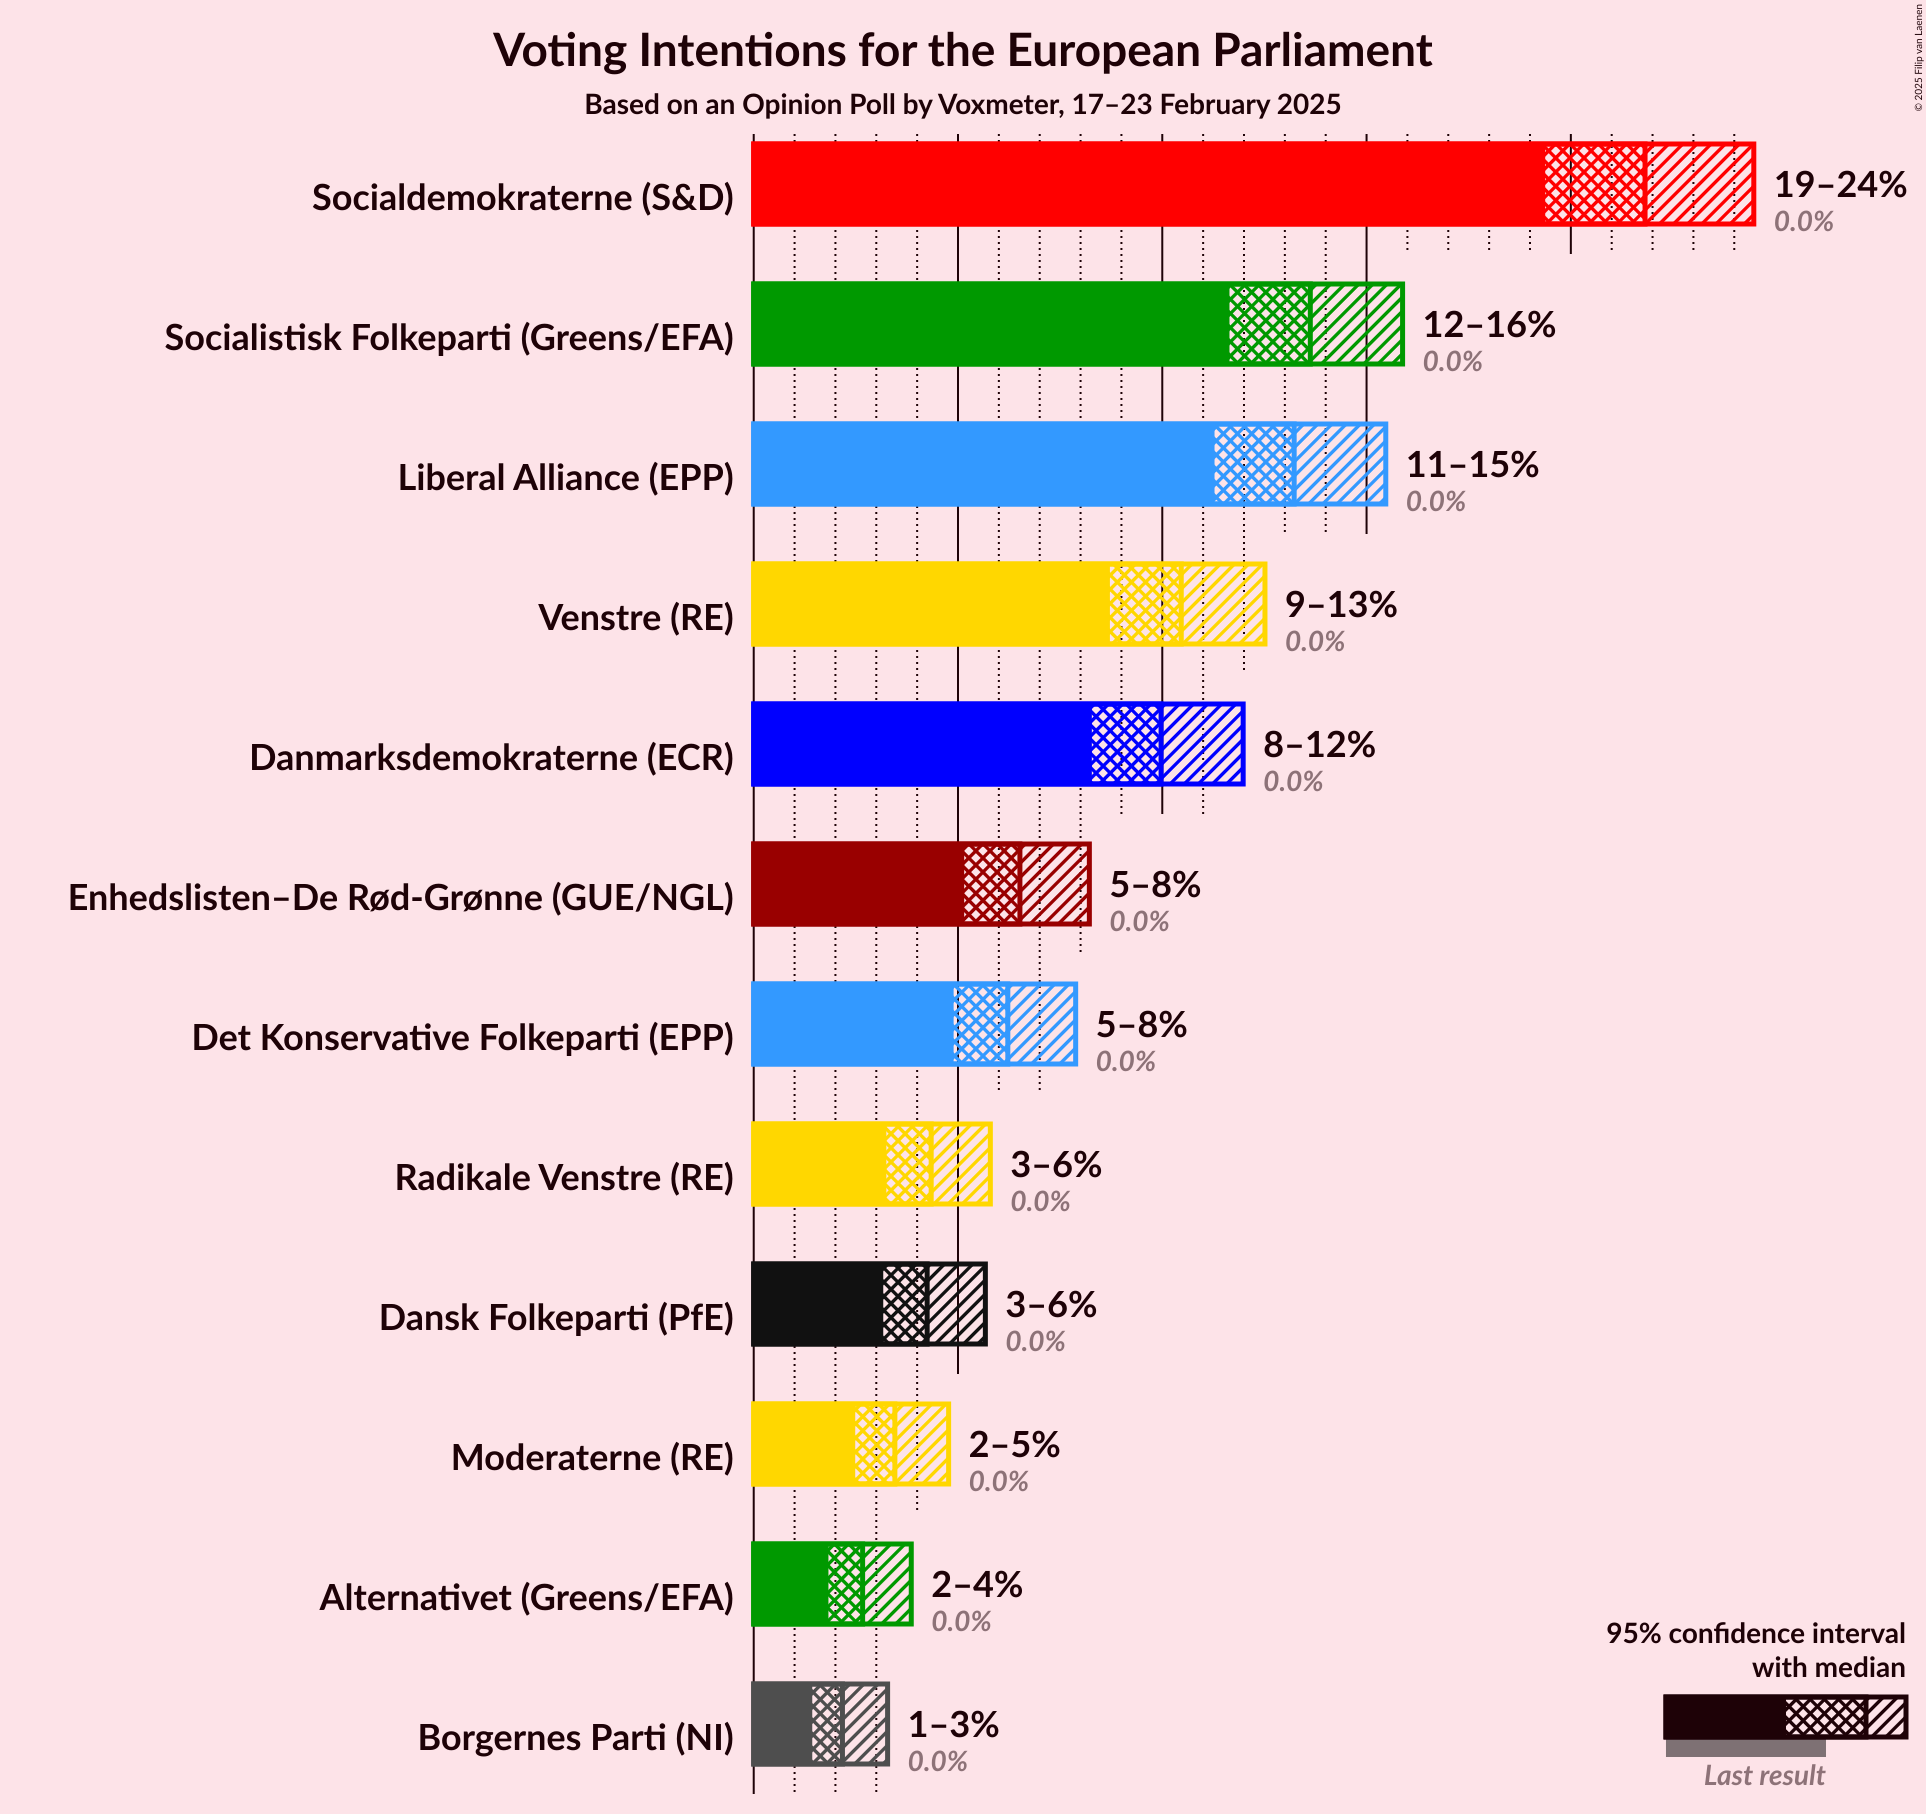 Voting Intentions for the European Parliament
Based on an Opinion Poll by Voxmeter, 17–23 February 2025
© 2025 Filip van Laenen
Socialdemokraterne (S&D)
19–24%
0.0%
Socialistisk Folkeparti (Greens/EFA)
12–16%
0.0%
Liberal Alliance (EPP)
11–15%
0.0%
Venstre (RE)
9–13%
0.0%
Danmarksdemokraterne (ECR)
8–12%
0.0%
Enhedslisten–De Rød-Grønne (GUE/NGL)
5–8%
0.0%
Det Konservative Folkeparti (EPP)
5–8%
0.0%
Radikale Venstre (RE)
3–6%
0.0%
Dansk Folkeparti (PfE)
3–6%
0.0%
Moderaterne (RE)
2–5%
0.0%
Alternativet (Greens/EFA)
2–4%
0.0%
Borgernes Parti (NI)
1–3%
0.0%
95% confidence interval
with median
Last result